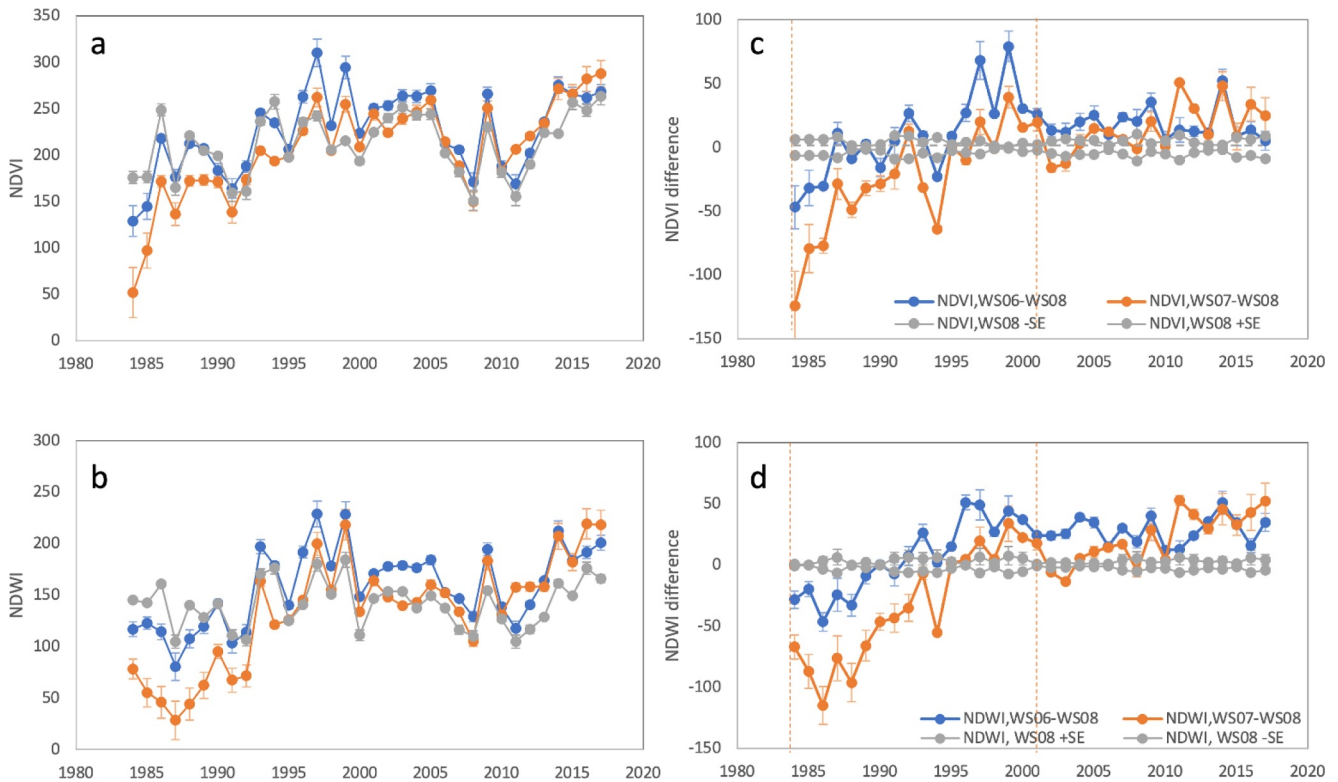 a
350
300
250
200
150
100
50
0
NDVI
1980 1985 1990 1995 2000 2005 2010 2015 2020
c
100
50
0
-50
-100
-150
NDVI difference
NDVI,WS06-WS08 NDVI,WS07-WS08
NDVI,WS08 -SE NDVI,WS08 +SE
1980 1985 1990 1995 2000 2005 2010 2015 2020
b
300
250
200
150
100
50
0
NDWI
1980 1985 1990 1995 2000 2005 2010 2015 2020
d
100
50
0
-50
-100
-150
NDWI difference
NDWI,WS06-WS08 NDWI,WS07-WS08
NDWI, WS08 +SE NDWI, WS08 -SE
1980 1985 1990 1995 2000 2005 2010 2015 2020